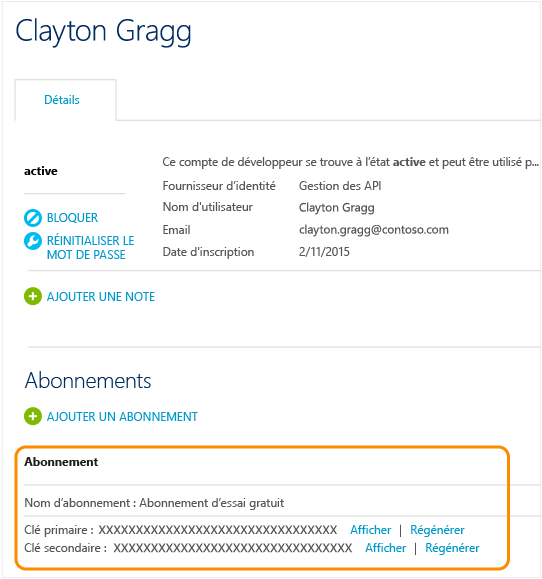 Clayton Gragg
Détails
active
Ce compte de développeur se trouve à l'état active et peut être utilisé p...
Fournisseur d'identité Gestion des API
Nom d'utilisateur Clayton Gragg
Email clayton.gragg@contoso.com
Date d'inscription 2/11/2015
BLOQUER
RÉINITIALISER LE
MOT DE PASSE
AJOUTER UNE NOTE
Abonnements
AJOUTER UN ABONNEMENT
Abonnement
Nom d'abonnement : Abonnement d'essai gratuit
Clé primaire : XXXXXXXXXXXXXXXXXXXXXXXXXXXXXXXX Afficher | Régénérer
Clé secondaire : XXXXXXXXXXXXXXXXXXXXXXXXXXXXXXXX Afficher | Régénérer